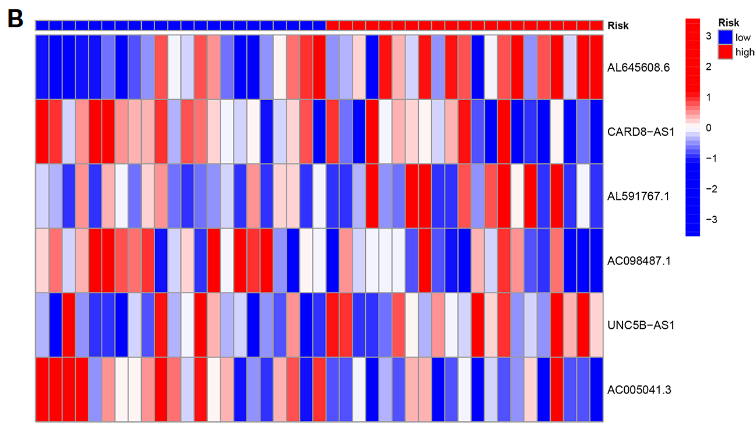 B
Risk
AL645608.6
CARD8−AS1
AL591767.1
AC098487.1
UNC5B−AS1
AC005041.3
3
2
1
0
−1
−2
−3
Risk
low
high